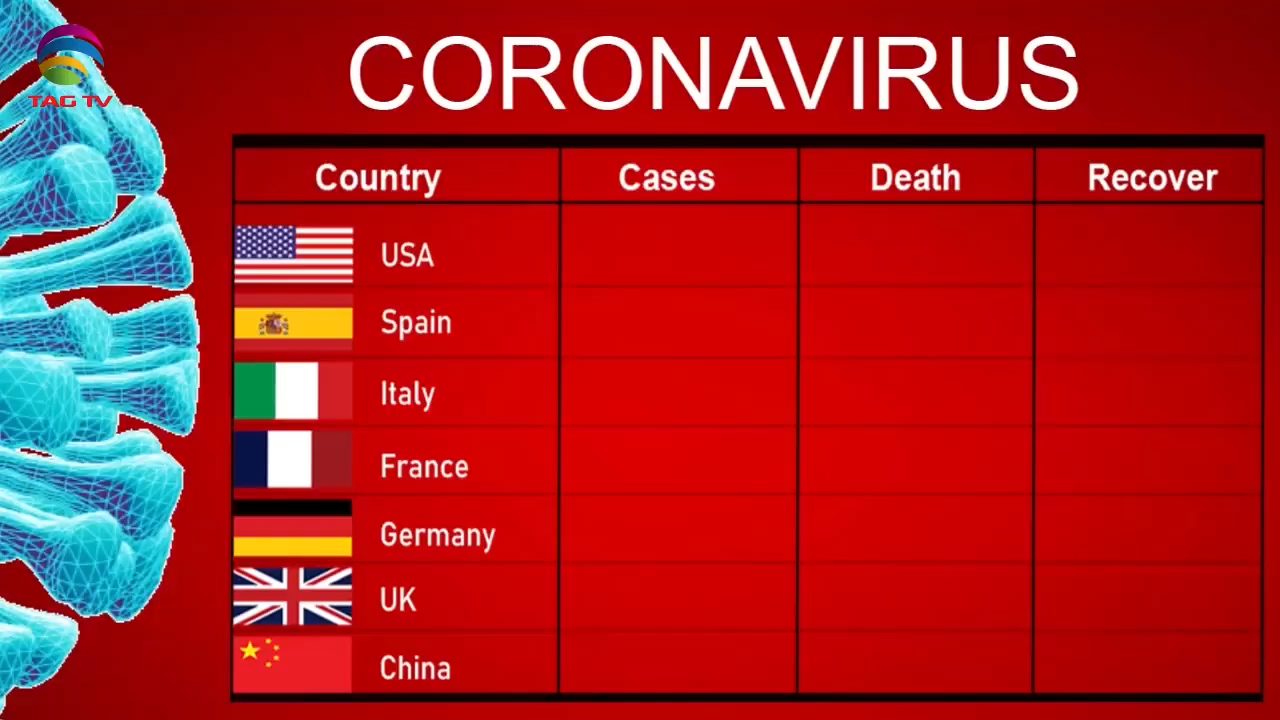 TAG TV
CORONAVIRUS
Country Cases Death Recover
USA
Spain
Italy
France
Germany
UK
China